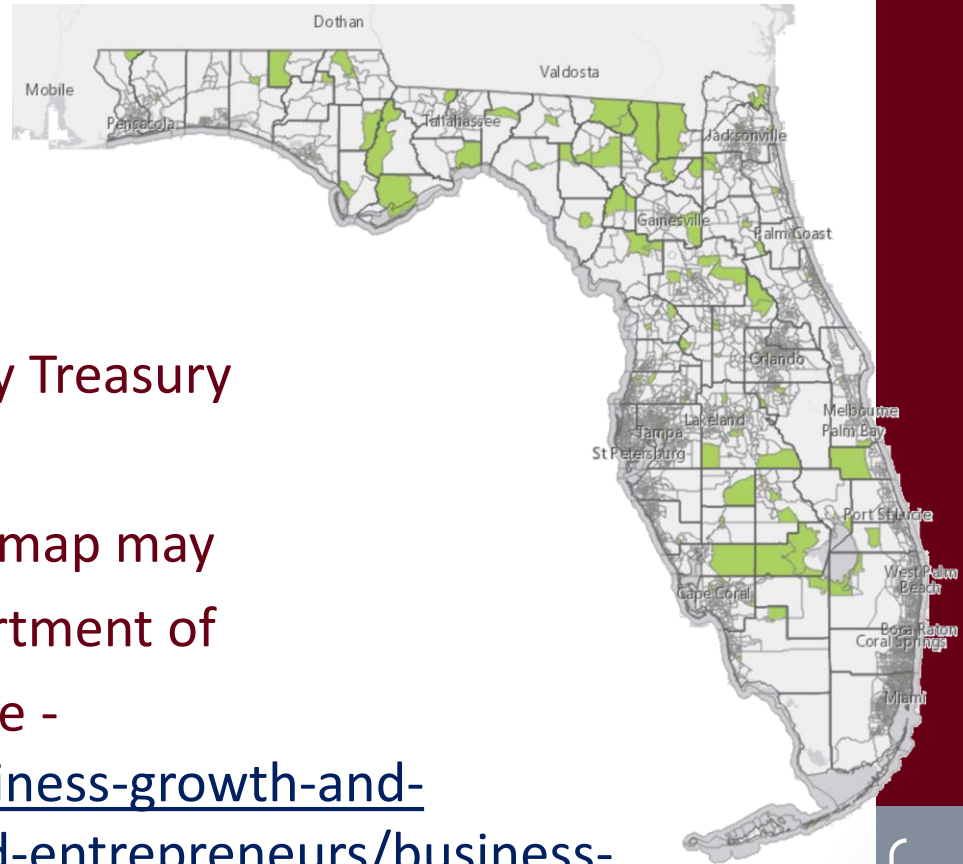 Dothan
Valdosta
Mobile
Pensacola
Tallahassee
Jacksonville
Gainesville
Palm Coast
Orlando
y Treasury
Melbourne
Lakeland
Palm Bay
Tampa
St Petersburg
Port St Lucie
map may
West Palm
Beach
Cape Coral
rtment of
Boca Raton
Coral Springs
Miami
e -
iness-growth-and-
d-entrepreneurs/business-